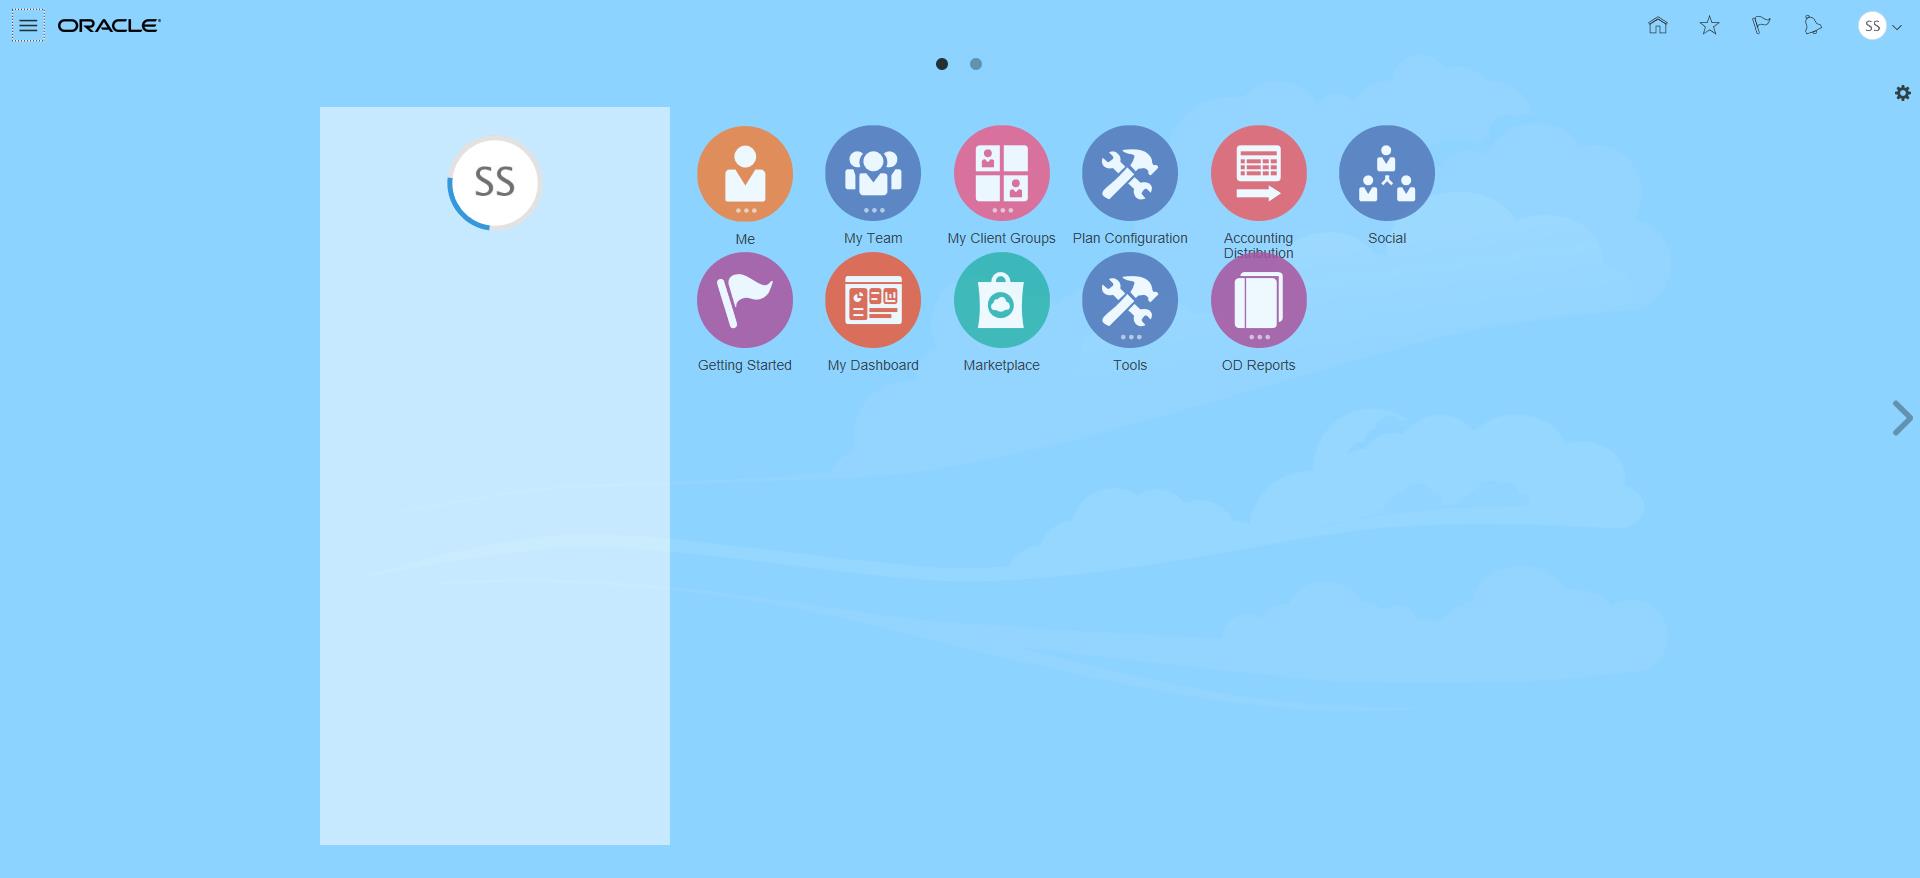 ORACLE
SS
SS
Me
My Team
My Client Groups
Plan Configuration
Accounting
Distribution
Social
Getting Started
My Dashboard
Marketplace
Tools
OD Reports